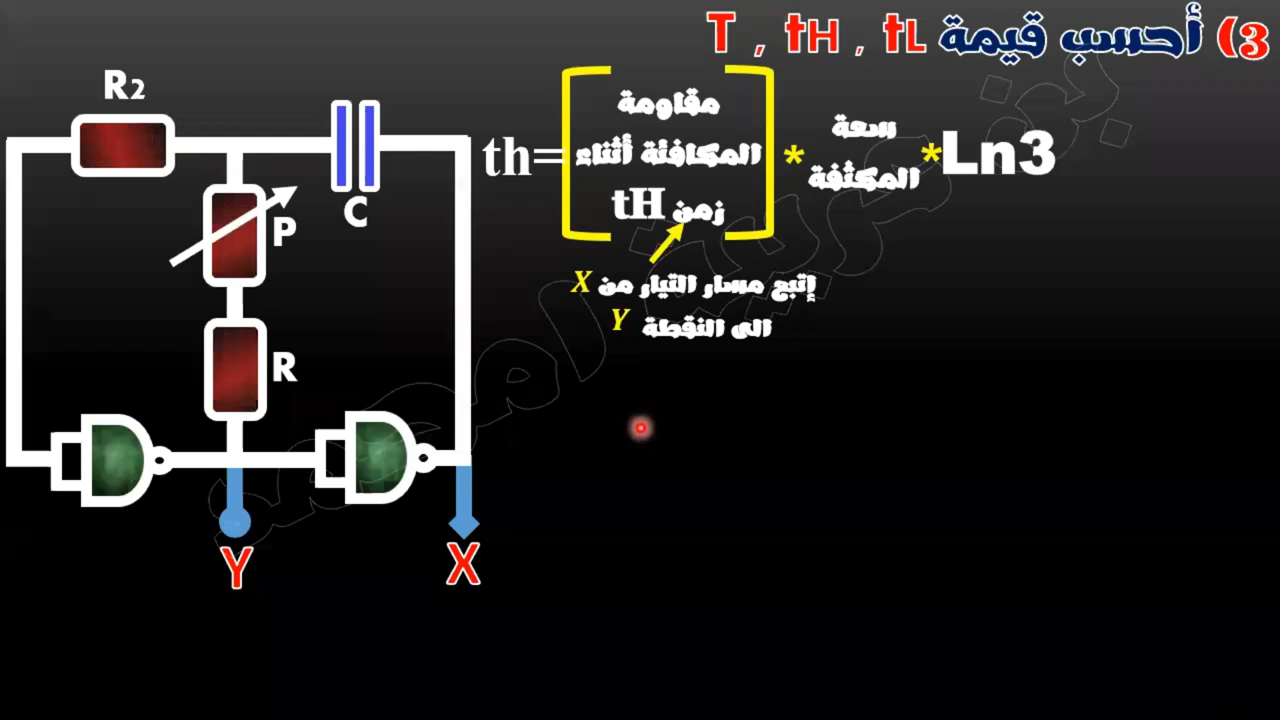 3) أحسب قيمة T , tH , tL
R2
C
P
R
Y
X
th=
مقاومة
المكافئة أثناء
زمن tH
*
سعة
المكثفة
*Ln3
إتبع مسار التيار من X
الى النقطة Y